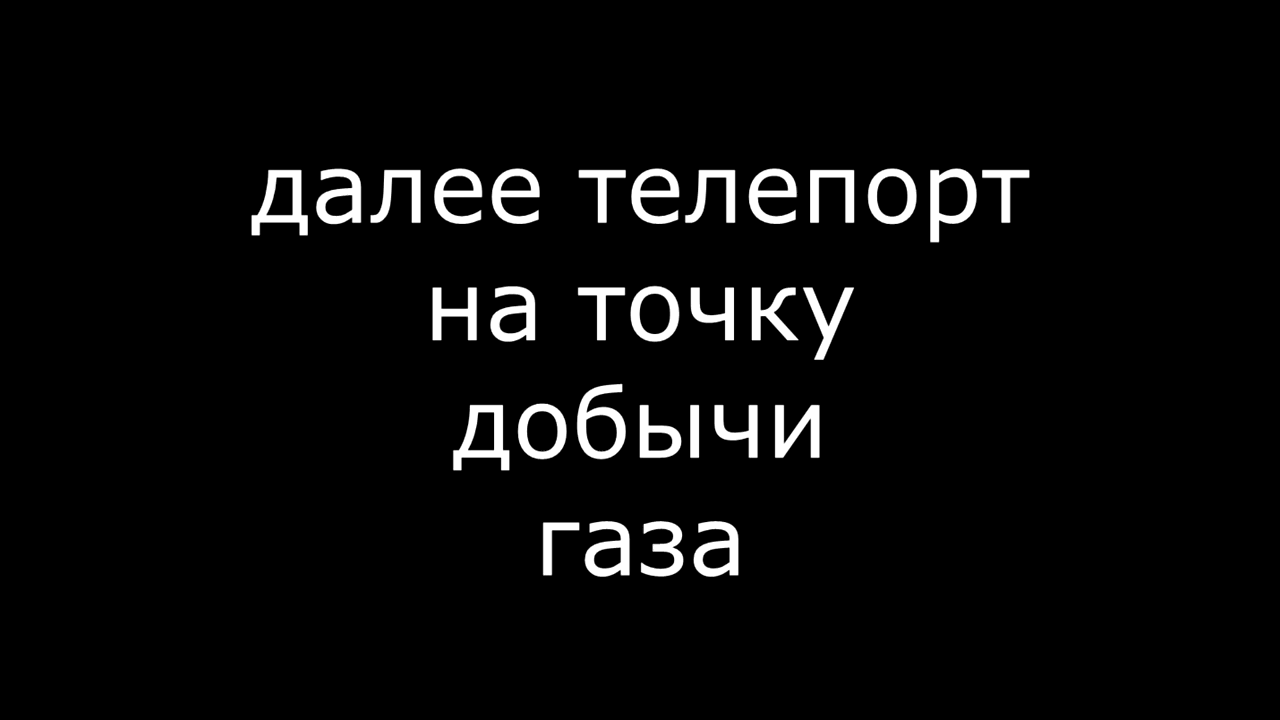 далее телепорт
на точку
добычи
газа